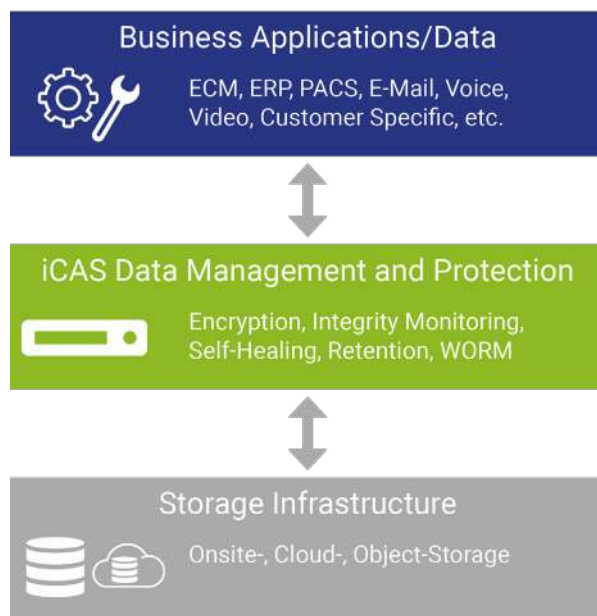 Business Applications/Data
ECM, ERP, PACS, E-Mail, Voice,
Video, Customer Specific, etc.
iCAS Data Management and Protection
Encryption, Integrity Monitoring,
Self-Healing, Retention, WORM
Storage Infrastructure
Onsite-, Cloud-, Object-Storage